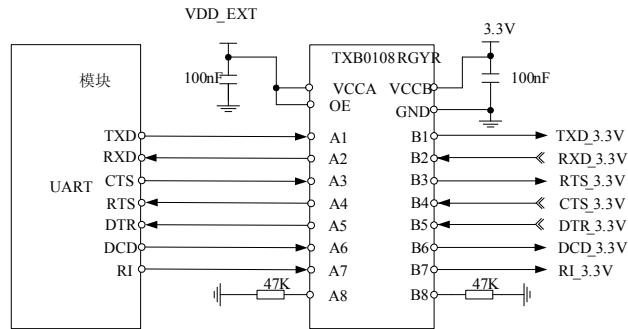 VDD_EXT
3.3V
TXB0108RGYR
模块
100nF
100nF
VCCA
VCCB
OE
GND
TXD
A1
B1
TXD_3.3V
RXD
A2
B2
RXD_3.3V
CTS
A3
B3
RTS_3.3V
UART
RTS
A4
B4
CTS_3.3V
DTR
A5
B5
DTR_3.3V
DCD
A6
B6
DCD_3.3V
RI
A7
B7
RI_3.3V
47K
A8
B8
47K